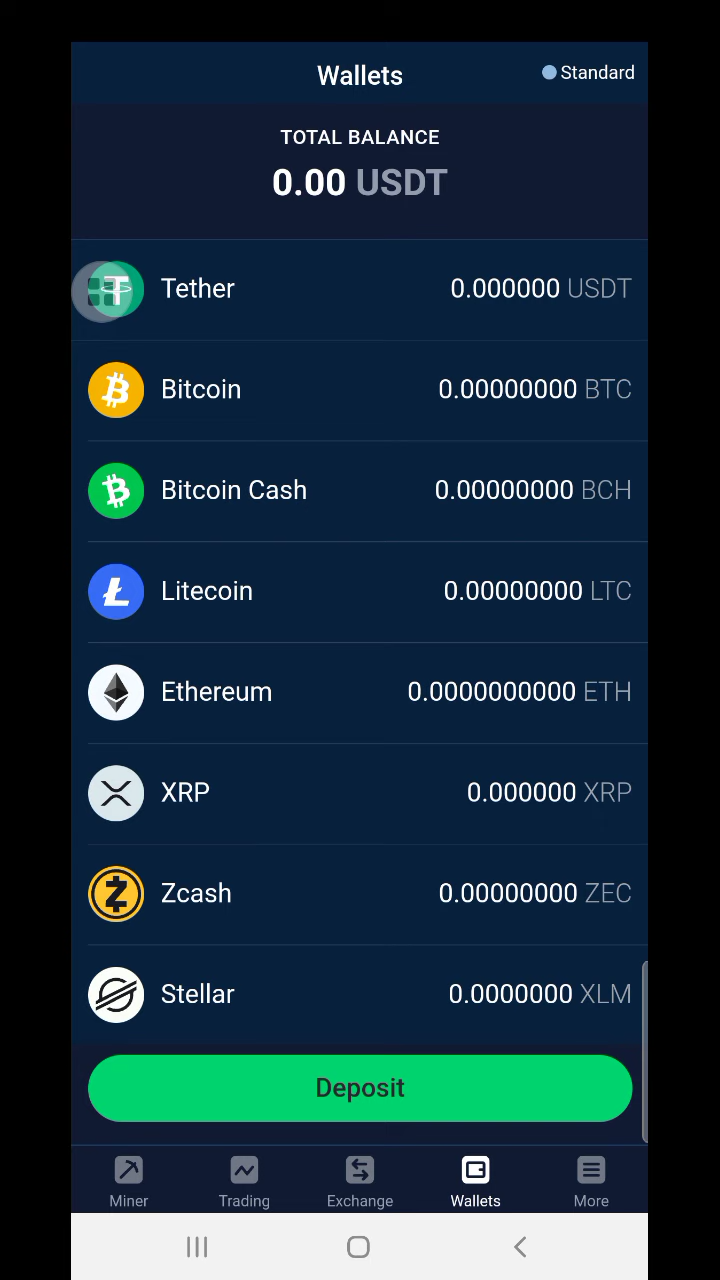 Wallets
Standard
TOTAL BALANCE
0.00 USDT
Tether 0.000000 USDT
Bitcoin 0.00000000 BTC
Bitcoin Cash 0.00000000 BCH
Litecoin 0.00000000 LTC
Ethereum 0.0000000000 ETH
XRP 0.000000 XRP
Zcash 0.00000000 ZEC
Stellar 0.0000000 XLM
Deposit
Miner Trading Exchange Wallets More